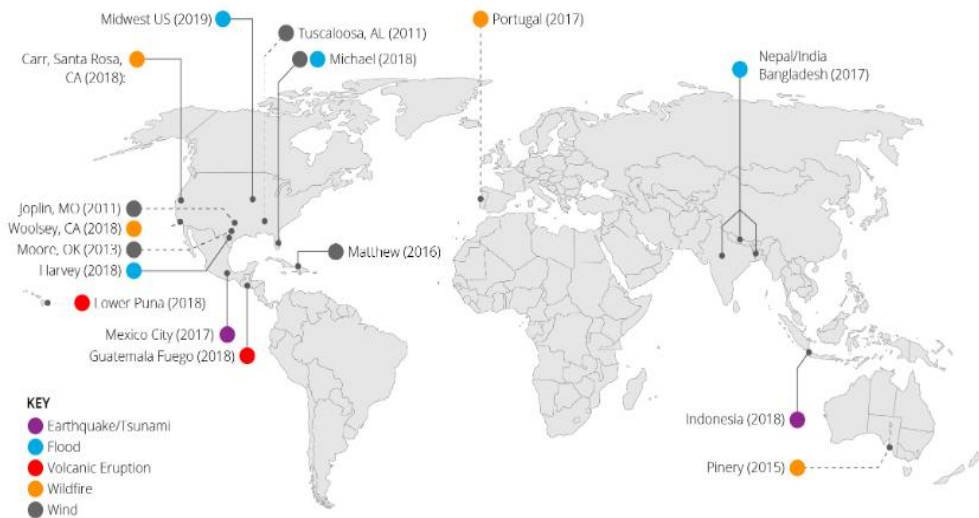 Midwest US (2019)
Tuscaloosa, AL (2011)
Portugal (2017)
Carr, Santa Rosa,
CA (2018):
Michael (2018)
Nepal/India
Bangladesh (2017)
Joplin, MO (2011)
Woolsey, CA (2018)
Moore, OK (2013)
Harvey (2018)
Matthew (2016)
Lower Puna (2018)
Mexico City (2017)
Guatemala Fuego (2018)
KEY
Earthquake/Tsunami
Flood
Volcanic Eruption
Wildfire
Wind
Indonesia (2018)
Pinery (2015)